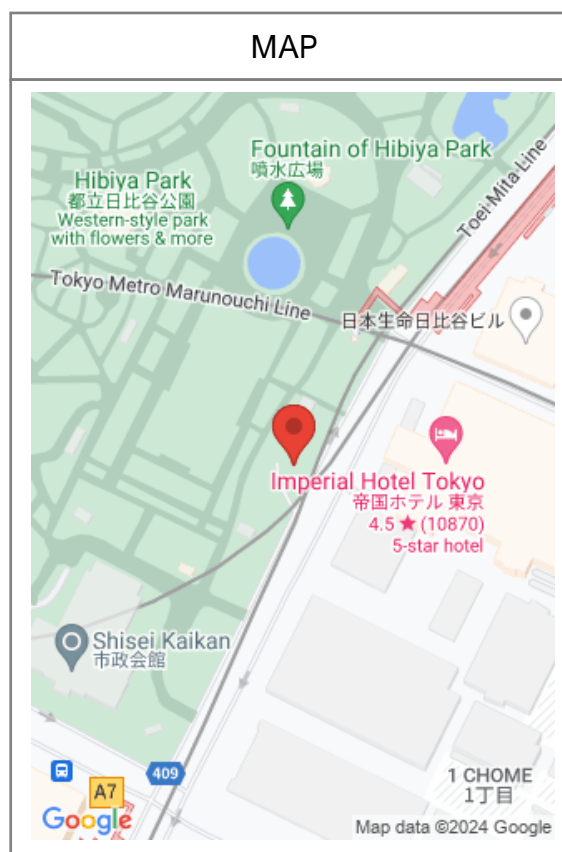 MAP
Fountain of Hibiya Park
噴水広場
Hibiya Park
都立日比谷公園
Western-style park
with flowers & more
Toei Mita Line
Tokyo Metro Marunouchi Line
日本生命日比谷ビル
Imperial Hotel Tokyo
帝国ホテル 東京
4.5 ★ (10870)
5-star hotel
Shisei Kaikan
市政会館
409
A7
1 CHOME
1丁目
Google
Map data ©2024 Google